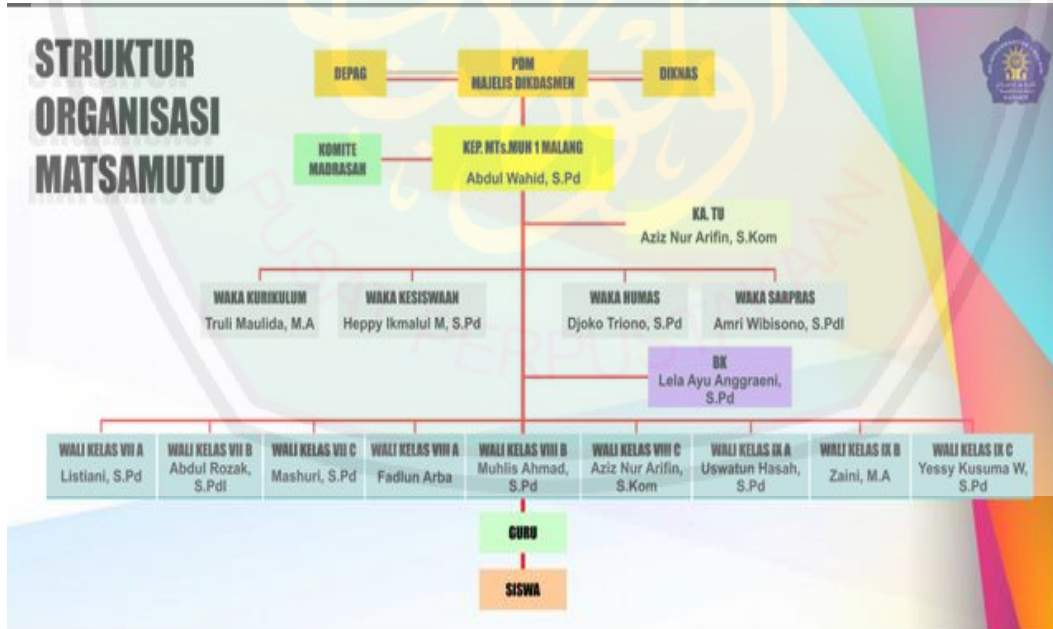 STRUKTUR
ORGANISASI
MATSAMUTU
DEPAG
PDM
MAJELIS DIKDASMEN
DIKNAS
KOMITE
MADRASAH
KEP. MTs.MUH 1 MALANG
Abdul Wahid, S.Pd
KA. TU
Aziz Nur Arifin, S.Kom
WAKA KURIKULUM
Truli Maulida, M.A
WAKA KESISWAAN
Heppy Ikmalul M, S.Pd
WAKA HUMAS
Djoko Triono, S.Pd
WAKA SARPRAS
Amri Wibisono, S.PdI
BK
Lela Ayu Anggraeni,
S.Pd
WALI KELAS VII A
Listiani, S.Pd
WALI KELAS VII B
Abdul Rozak,
S.PdI
WALI KELAS VII C
Mashuri, S.Pd
WALI KELAS VIII A
Fadlun Arba
WALI KELAS VIII B
Muhlis Ahmad,
S.Pd
WALI KELAS VIII C
Aziz Nur Arifin,
S.Kom
WALI KELAS IX A
Uswatun Hasah,
S.Pd
WALI KELAS IX B
Zaini, M.A
WALI KELAS IX C
Yessy Kusuma W,
S.Pd
GURU
SISWA
PUSAT PERPUSTAKAAN